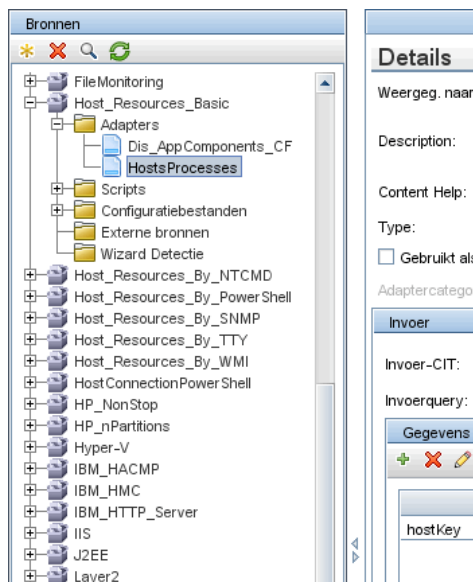 Bronnen
FileMonitoring
Host_Resources_Basic
Adapters
Dis_AppComponents_CF
HostsProcesses
Scripts
Configuratiebestanden
Externe bronnen
Wizard Detectie
Host_Resources_By_NTCMD
Host_Resources_By_PowerShell
Host_Resources_By_SNMP
Host_Resources_By_TTY
Host_Resources_By_WMI
HostConnectionPowerShell
HP_NonStop
HP_nPartitions
Hyper-V
IBM_HACMP
IBM_HMC
IBM_HTTP_Server
IIS
J2EE
Layer2
Details
Weergeg. naar
Description:
Content Help:
Type:
Gebruikt als
Adaptercatego
Invoer
Invoer-CIT:
Invoerquery:
Gegevens
hostKey